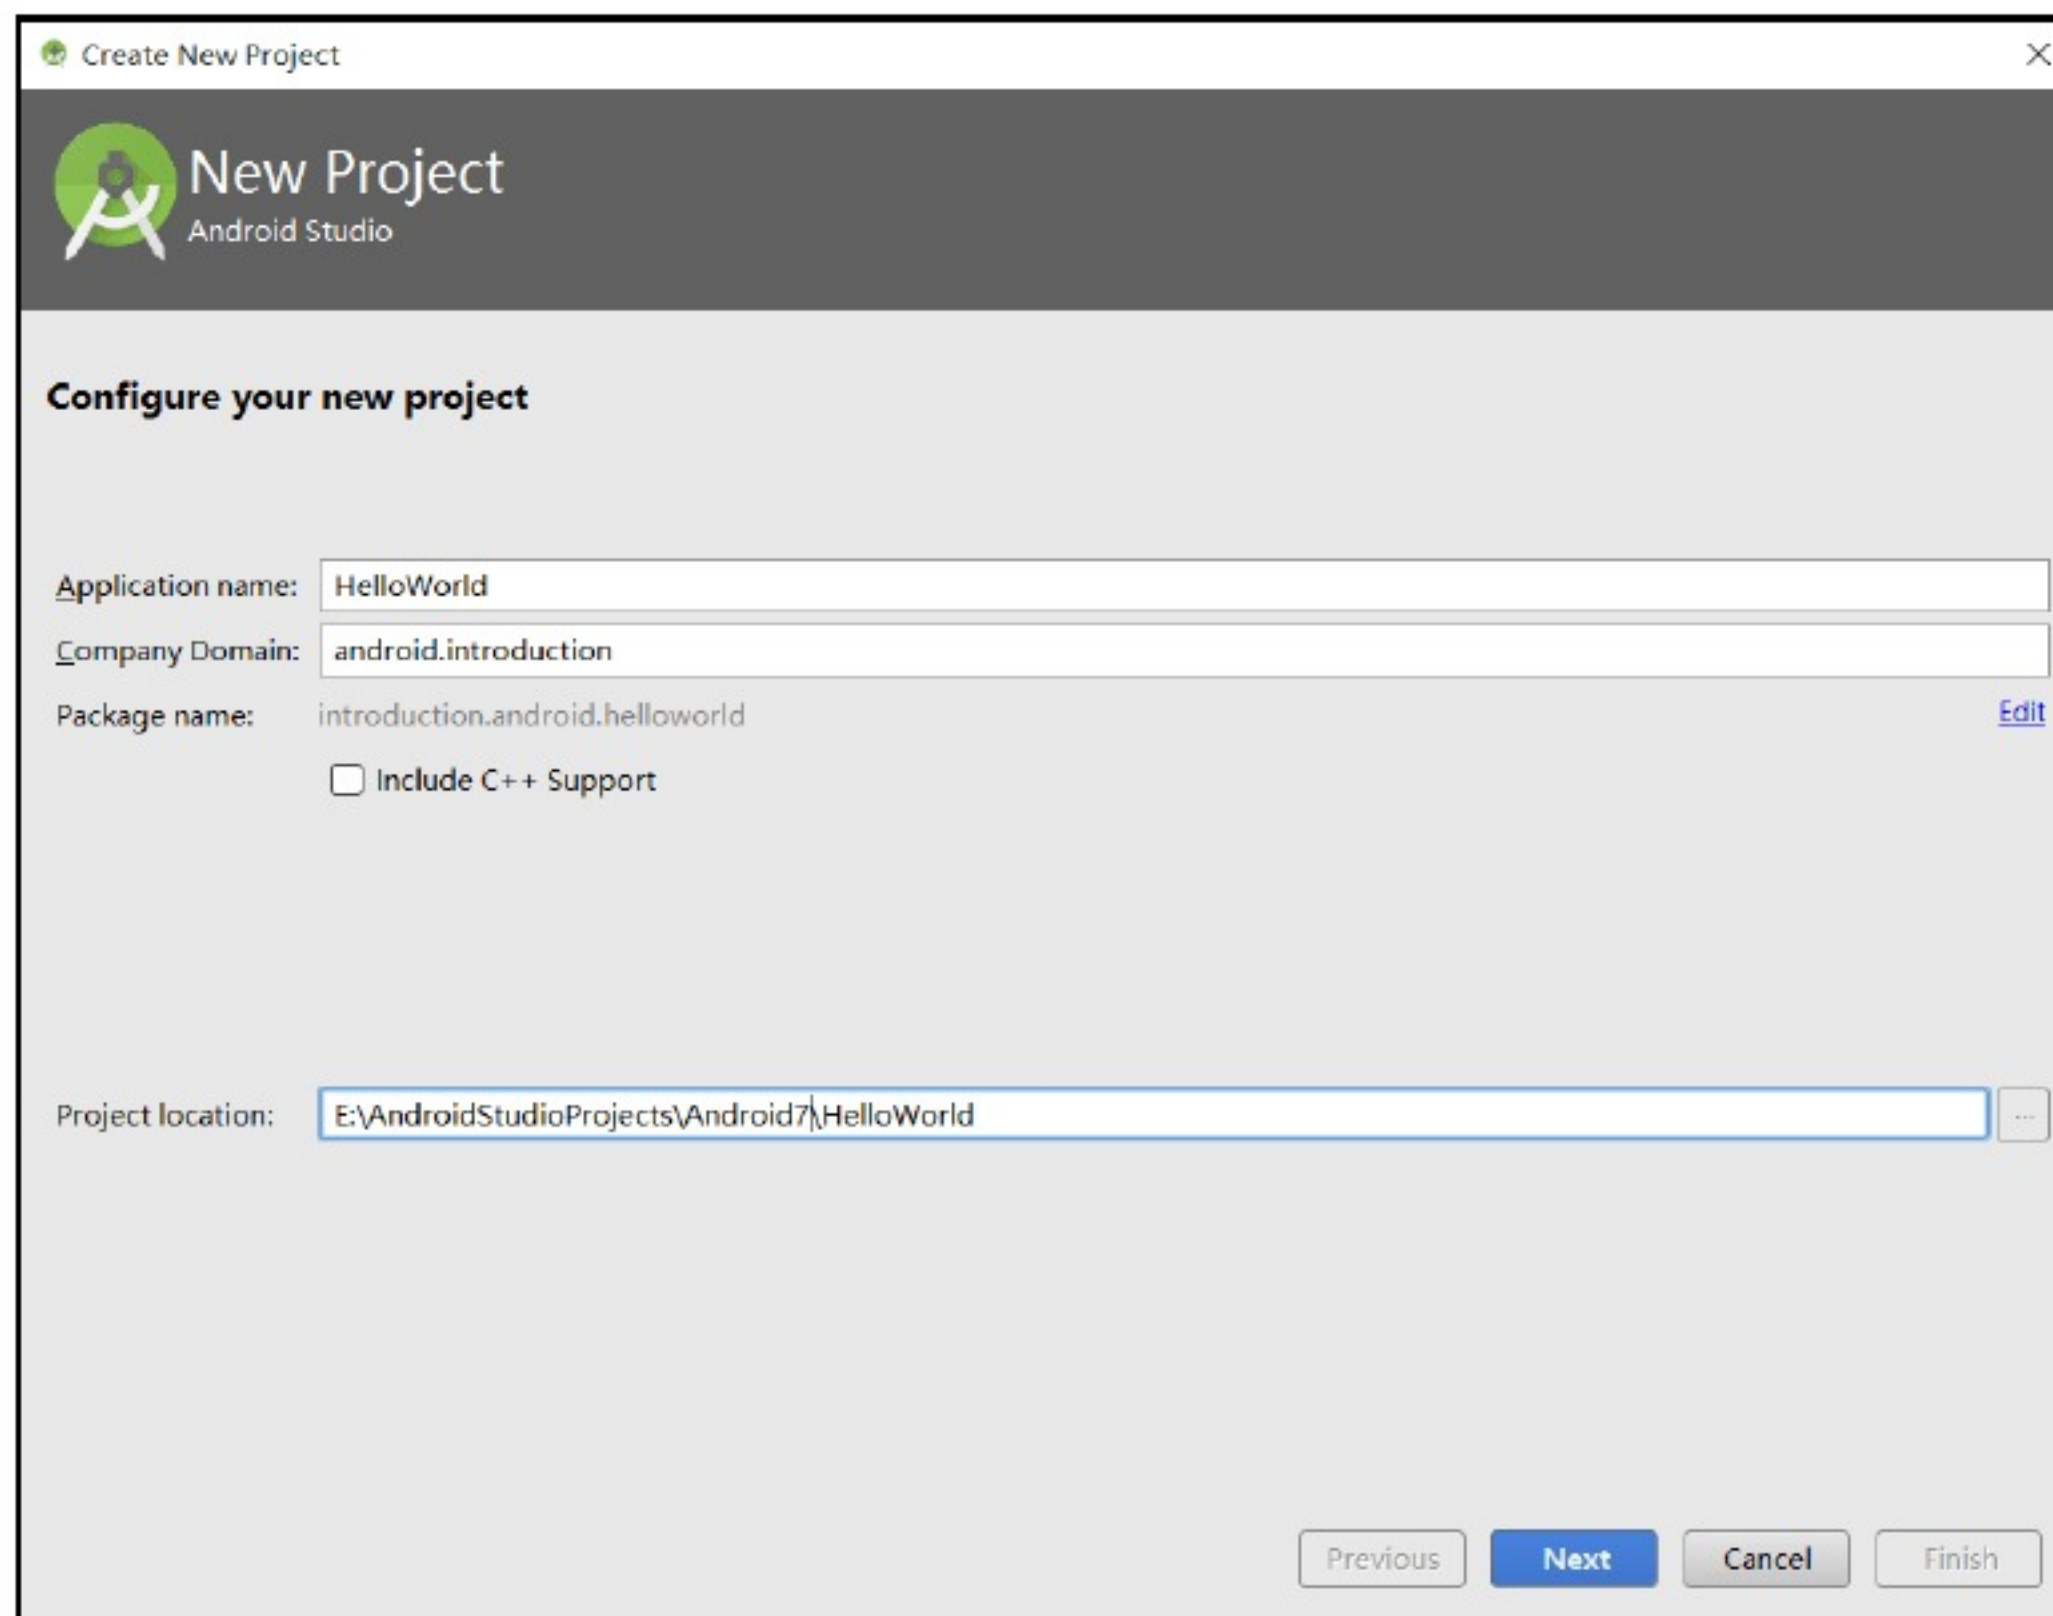 Create New Project
New Project
Android Studio
Configure your new project
Application name: HelloWorld
Company Domain: android.introduction
Package name: introduction.android.helloworld Edit
Include C++ Support
Project location: E:\AndroidStudioProjects\Android7\HelloWorld ...
Previous Next Cancel Finish